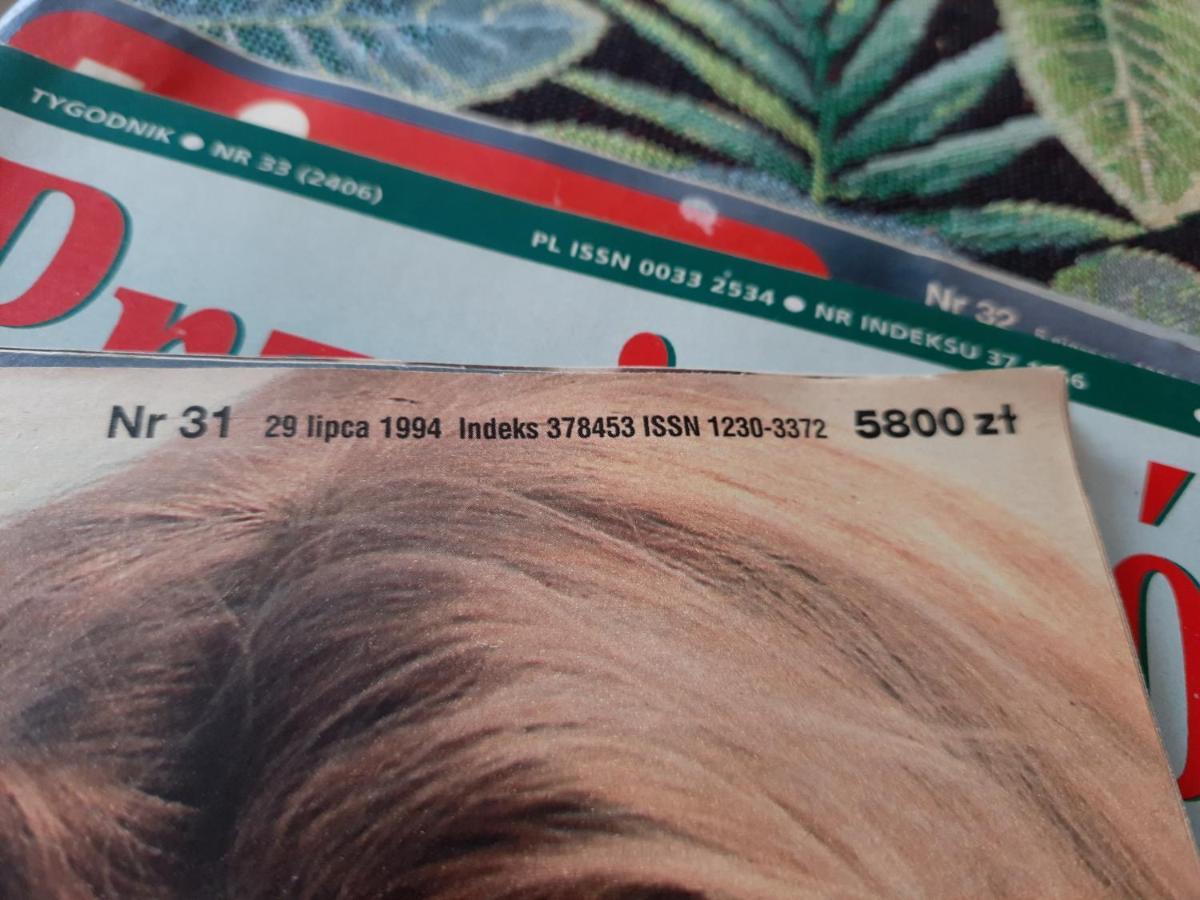 TYGODNIK ● NR 33 (2406)
PL ISSN 0033 2534 ● NR INDEKSU 37
Nr 32
Nr 31 29 lipca 1994 Indeks 378453 ISSN 1230-3372 5800 zł